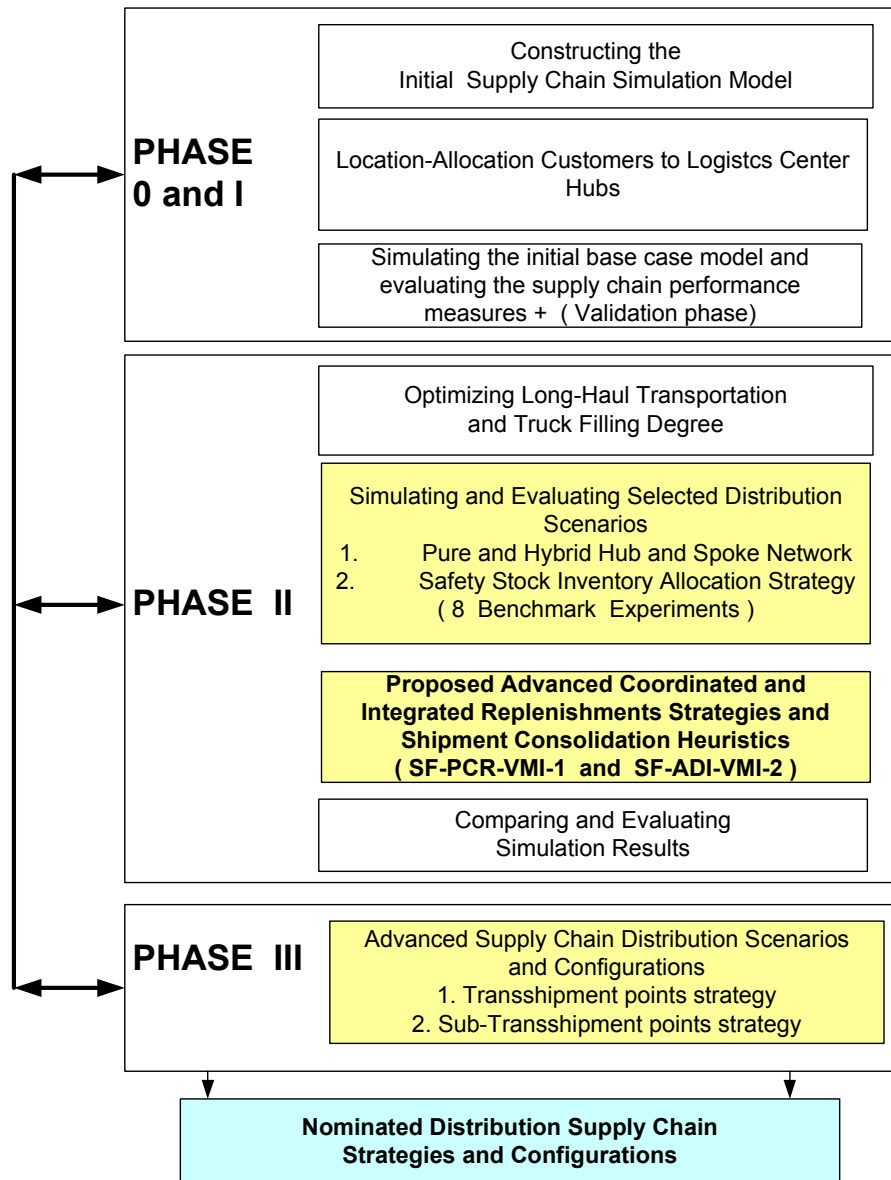 Constructing the
Initial Supply Chain Simulation Model
PHASE
0 and I
Location-Allocation Customers to Logistcs Center
Hubs
Simulating the initial base case model and
evaluating the supply chain performance
measures + ( Validation phase)
Optimizing Long-Haul Transportation
and Truck Filling Degree
PHASE II
Simulating and Evaluating Selected Distribution
Scenarios
1. Pure and Hybrid Hub and Spoke Network
2. Safety Stock Inventory Allocation Strategy
( 8 Benchmark Experiments )
Proposed Advanced Coordinated and
Integrated Replenishments Strategies and
Shipment Consolidation Heuristics
( SF-PCR-VMI-1 and SF-ADI-VMI-2 )
Comparing and Evaluating
Simulation Results
PHASE III
Advanced Supply Chain Distribution Scenarios
and Configurations
1. Transshipment points strategy
2. Sub-Transshipment points strategy
Nominated Distribution Supply Chain
Strategies and Configurations